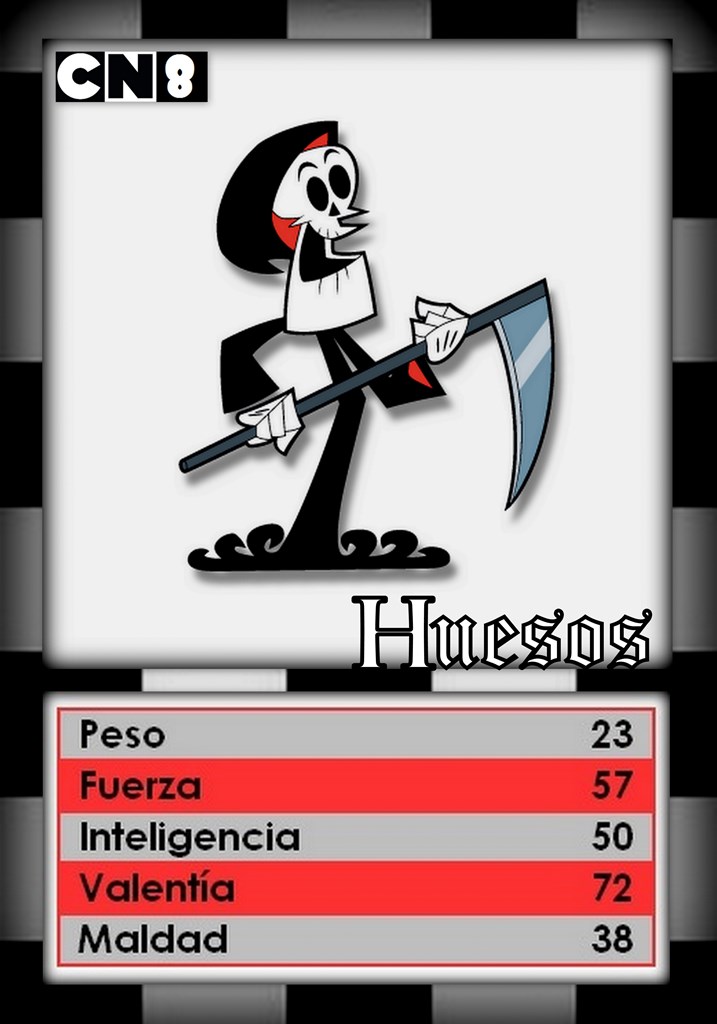 CN8
Huesos
Peso 23
Fuerza 57
Inteligencia 50
Valentía 72
Maldad 38